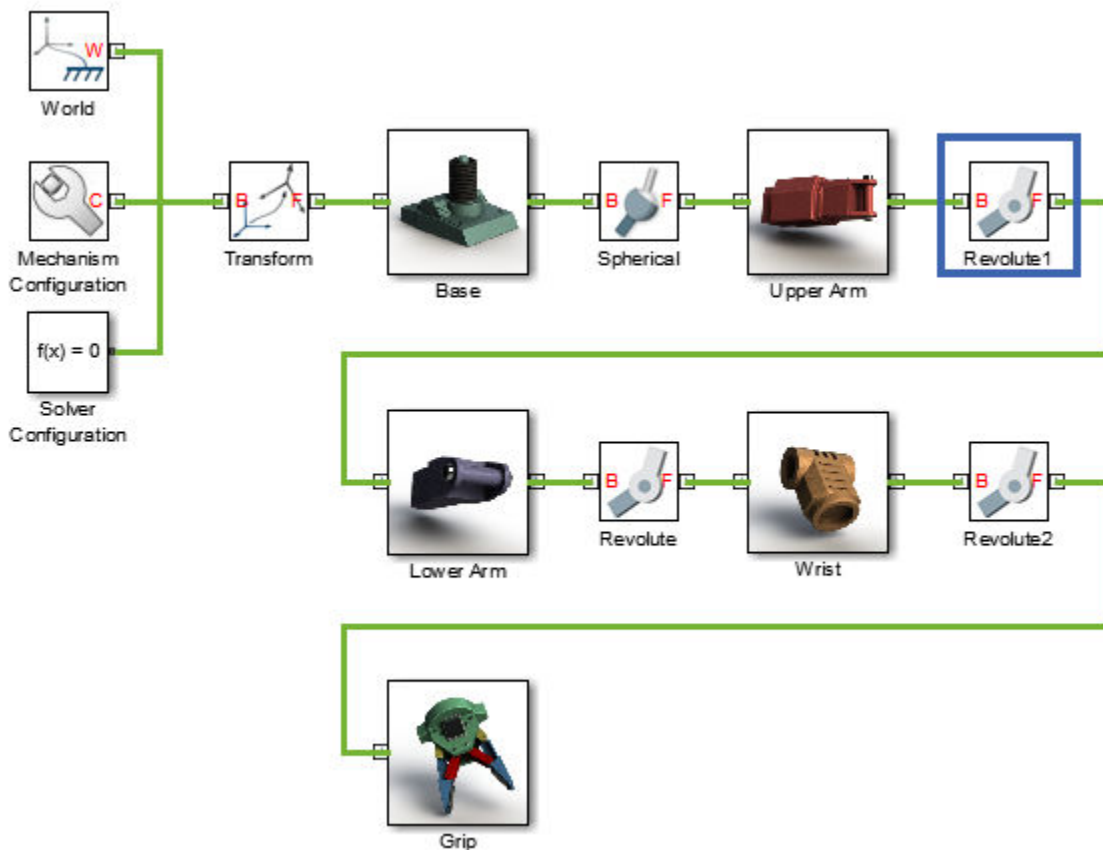 W
World
C
Mechanism
Configuration
f(x) = 0
Solver
Configuration
B F
Transform
Base
B F
Spherical
Upper Arm
B F
Revolute1
Lower Arm
B F
Revolute
Wrist
B F
Revolute2
Grip